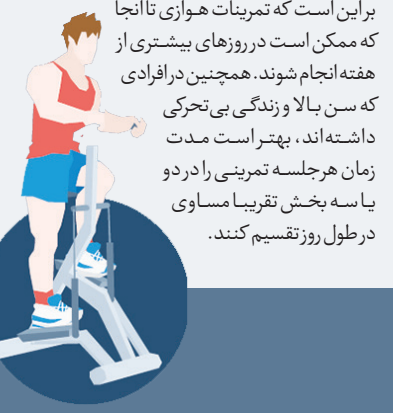 بر این است که تمرینات هوازی تا آنجا
که ممکن است در روزهای بیشتری از
هفته انجام شوند. همچنین در افرادی
که سن بالا و زندگی بی‌تحرکی
داشته‌اند، بهتر است مدت
زمان هر جلسه تمرینی را در دو
یا سه بخش تقریبا مساوی
در طول روز تقسیم کنند.